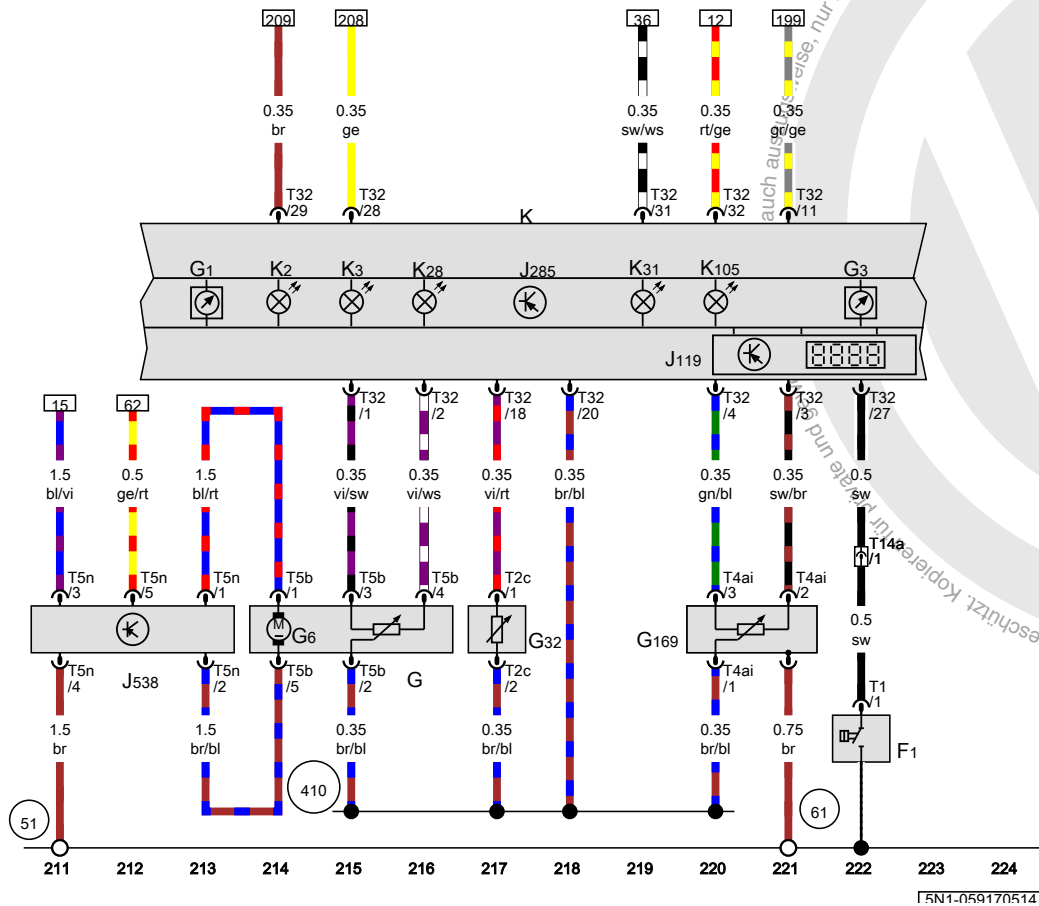 209 208 36 12 199
0.35 0.35 0.35 0.35 0.35
br ge sw/ws rt/ge gr/ge
T32 T32 T32 T32 T32
/29 /28 /31 /32 /11
K
G1 K2 K3 K28 J285 K31 K105 G3
J119
8888
T32 T32 T32 T32 T32 T32 T32
/1 /2 /18 /20 /4 /3 /27
15 62
1.5 0.5 1.5 0.35 0.35 0.35 0.35 0.35 0.35 0.5
bl/vi ge/rt bl/rt vi/sw vi/ws vi/rt br/bl gn/bl sw/br sw
T14a
/1
T5n T5n T5n T5b T5b T5b T2c T4ai T4ai
/3 /5 /1 /1 /3 /4 /1 /3 /2
0.5
sw
M
G6 G32 G169
J538 G
T5n T5n T5b T5b T2c T4ai
/4 /2 /5 /2 /2 /1
T1
/1
F1
1.5 1.5 0.35 0.35 0.35 0.75
br br/bl br/bl br/bl br/bl br
51 410 61
211 212 213 214 215 216 217 218 219 220 221 222 223 224
5N1-059170514
auch auszugsweise, nur
für private und
Kopieren